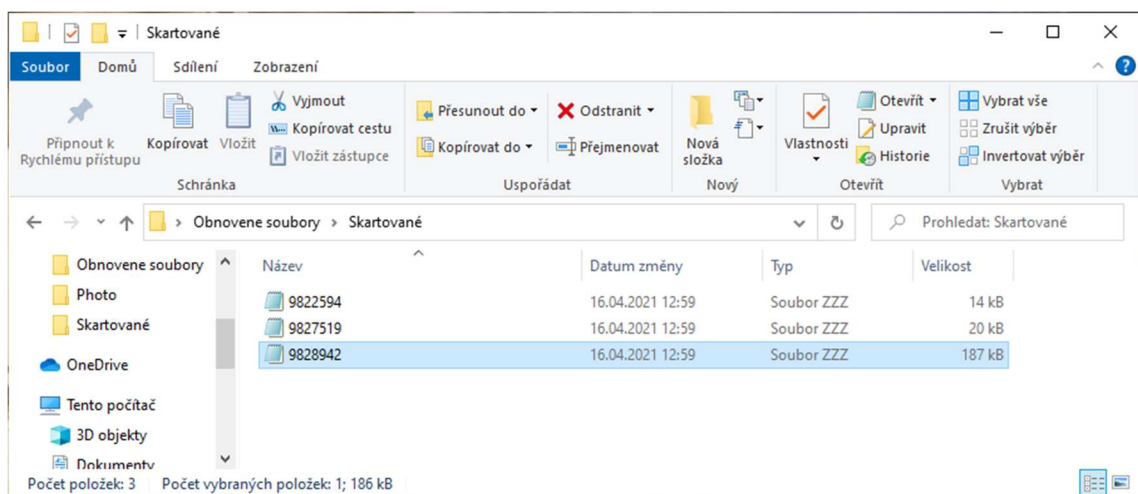 Skartované
Soubor Domů Sdílení Zobrazení
Připnout k Rychlému přístupu
Kopírovat
Vložit
Vyjmout
Kopírovat cestu
Vložit zástupce
Schránka
Přesunout do
Kopírovat do
Odstranit
Přejmenovat
Uspořádat
Nová složka
Nový
Vlastnosti
Otevřít
Upravit
Historie
Otevřít
Vybrat vše
Zrušit výběr
Invertovat výběr
Vybrat
Obnovene soubory > Skartované
Prohledat: Skartované
Obnovene soubory
Photo
Skartované
OneDrive
Tento počítač
3D objekty
Dokumenty
Název Datum změny Typ Velikost
9822594 16.04.2021 12:59 Soubor ZZZ 14 kB
9827519 16.04.2021 12:59 Soubor ZZZ 20 kB
9828942 16.04.2021 12:59 Soubor ZZZ 187 kB
Počet položek: 3 Počet vybraných položek: 1; 186 kB